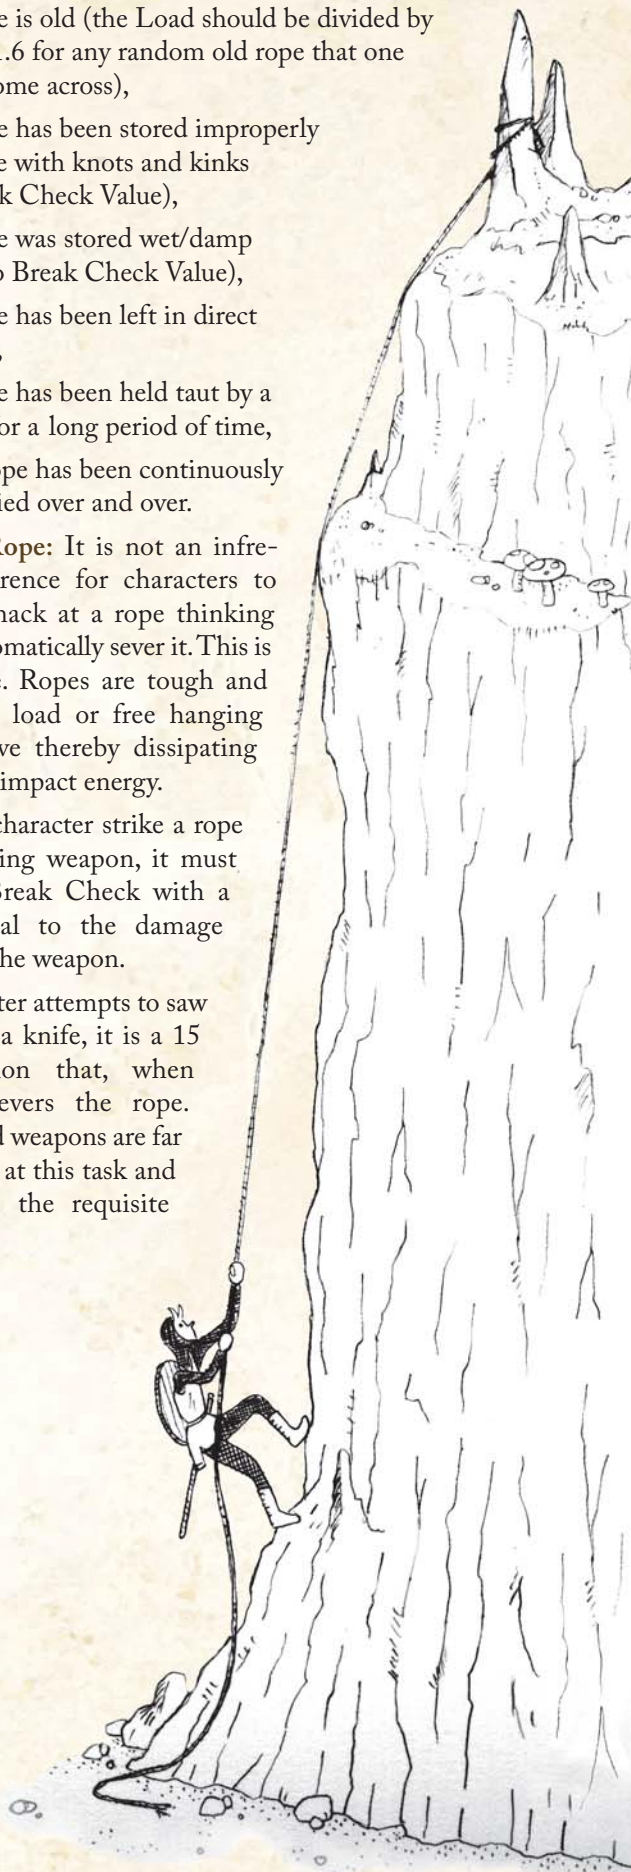 e is old (the Load should be divided by
1.6 for any random old rope that one
ome across),
e has been stored improperly
e with knots and kinks
k Check Value),
e was stored wet/damp
o Break Check Value),
e has been left in direct
,
e has been held taut by a
or a long period of time,
ope has been continuously
ied over and over.
Rope: It is not an infre-
rence for characters to
hack at a rope thinking
omatically sever it. This is
e. Ropes are tough and
load or free hanging
ve thereby dissipating
impact energy.
character strike a rope
ing weapon, it must
Break Check with a
al to the damage
he weapon.
ter attempts to saw
a knife, it is a 15
ion that, when
evers the rope.
d weapons are far
at this task and
the requisite